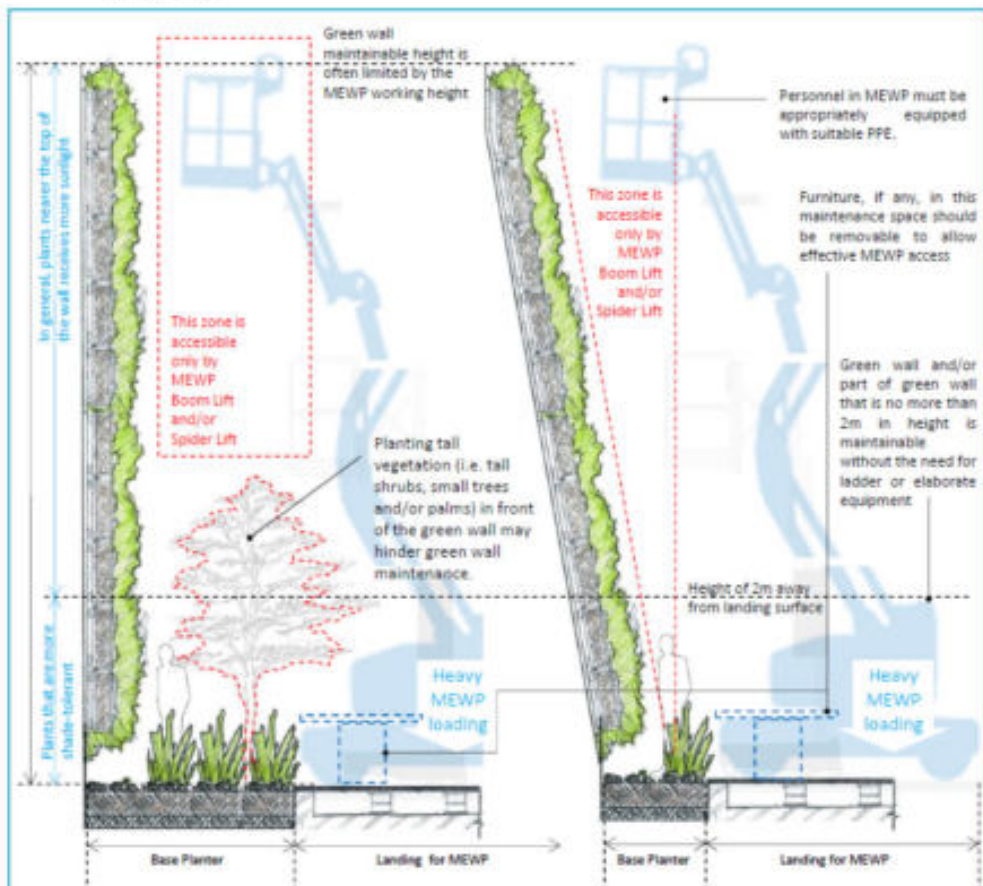 Green wall
maintainable height is
often limited by the
MEWP working height
In general, plants nearer the top of
the wall receives more sunlight
Plants that are more
shade-tolerant
This zone is
accessible
only by
MEWP
Boom Lift
and/or
Spider Lift
Planting tall
vegetation (i.e. tall
shrubs, small trees
and/or palms) in front
of the green wall may
hinder green wall
maintenance.
Heavy
MEWP
loading
Base Planter
Landing for MEWP
This zone is
accessible
only by
MEWP
Boom Lift
and/or
Spider Lift
Personnel in MEWP must be
appropriately equipped
with suitable PPE.
Furniture, if any, in this
maintenance space should
be removable to allow
effective MEWP access
Green wall and/or
part of green wall
that is no more than
2m in height is
maintainable
without the need for
ladder or elaborate
equipment
Height of 2m away
from landing surface
Heavy
MEWP
loading
Base Planter
Landing for MEWP